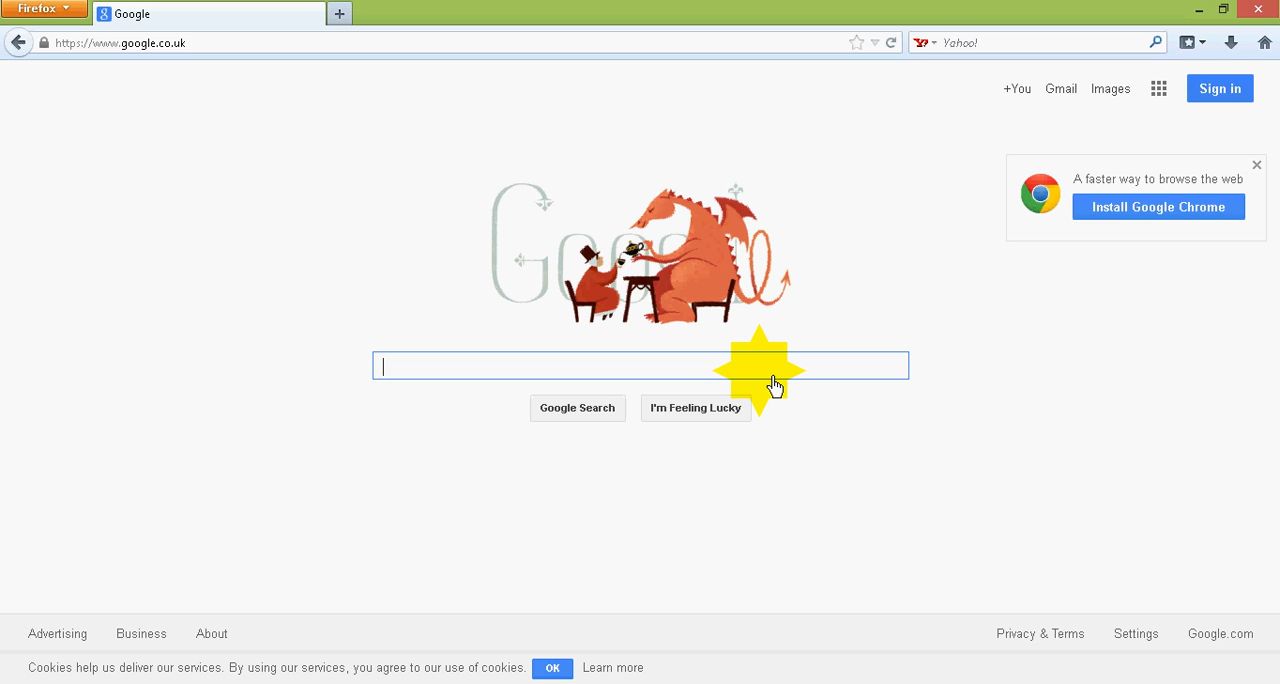 Firefox
Google
https://www.google.co.uk
Yahoo!
+You Gmail Images Sign in
A faster way to browse the web
Install Google Chrome
Google
Google Search I'm Feeling Lucky
Advertising Business About Privacy & Terms Settings Google.com
Cookies help us deliver our services. By using our services, you agree to our use of cookies. OK Learn more